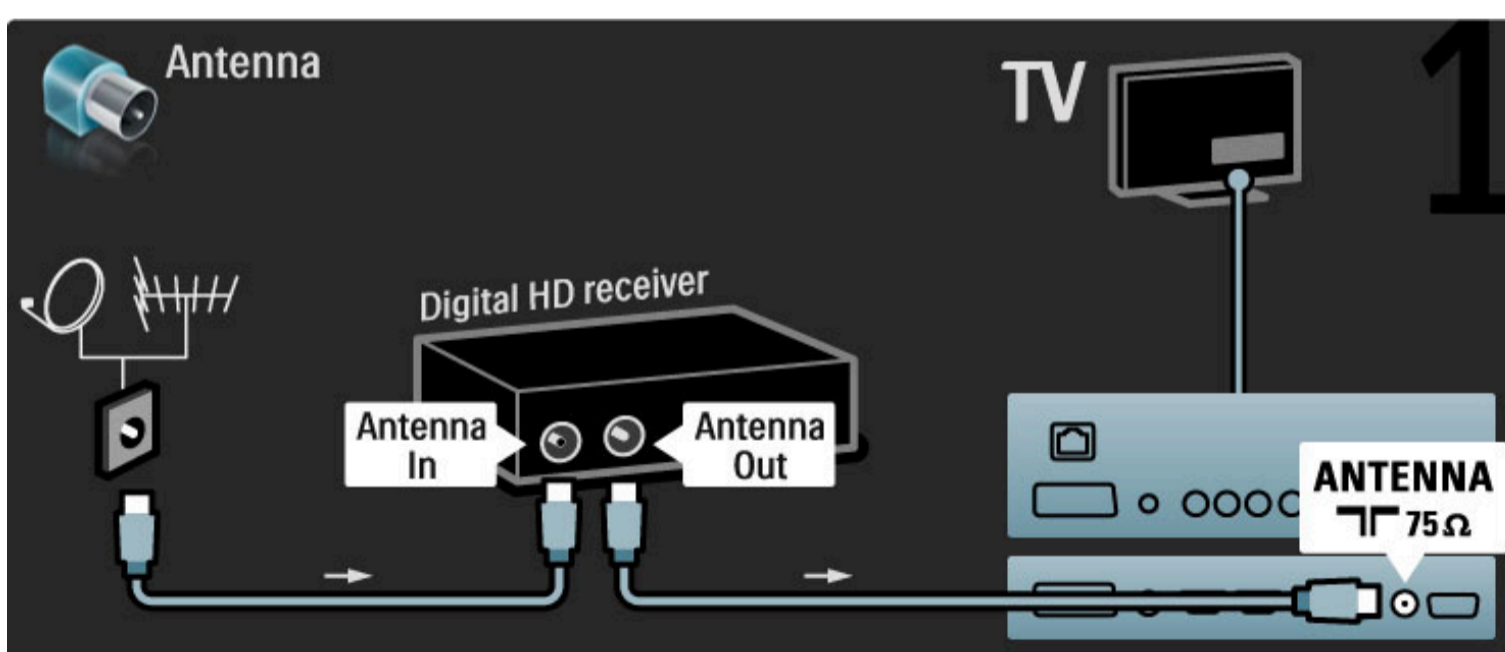 Antenna
TV
1
Digital HD receiver
Antenna
In
Antenna
Out
ANTENNA
75Ω